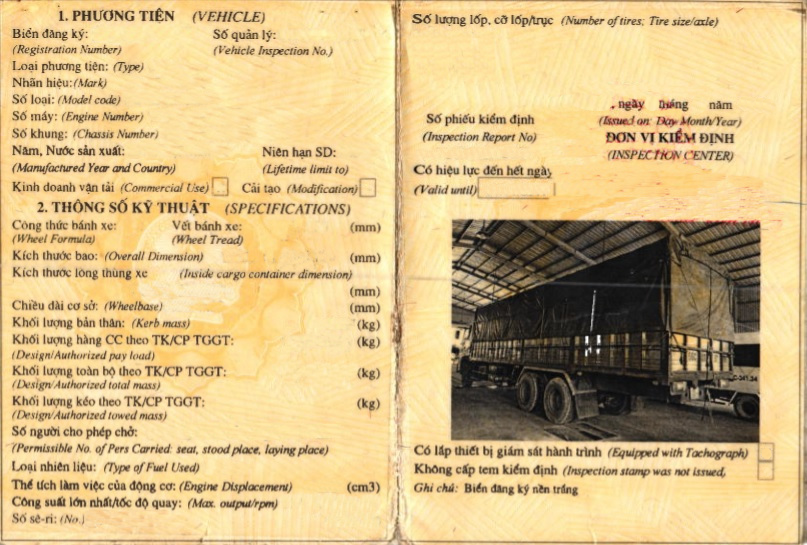 1. PHƯƠNG TIỆN (VEHICLE)
Biển đăng ký: Số quản lý:
(Registration Number) (Vehicle Inspection No.)
Loại phương tiện: (Type)
Nhãn hiệu: (Mark)
Số loại: (Model code)
Số máy: (Engine Number)
Số khung: (Chassis Number)
Năm, Nước sản xuất: Niên hạn SD:
(Manufactured Year and Country) (Lifetime limit to)
Kinh doanh vận tải (Commercial Use) Cải tạo (Modification)
2. THÔNG SỐ KỸ THUẬT (SPECIFICATIONS)
Công thức bánh xe: Vết bánh xe: (mm)
(Wheel Formula) (Wheel Tread)
Kích thước bao: (Overall Dimension) (mm)
Kích thước lòng thùng xe (Inside cargo container dimension)
(mm)
Chiều dài cơ sở: (Wheelbase) (mm)
Khối lượng bản thân: (Kerb mass) (kg)
Khối lượng hàng CC theo TK/CP TGGT: (kg)
(Design/Authorized pay load)
Khối lượng toàn bộ theo TK/CP TGGT: (kg)
(Design/Authorized total mass)
Khối lượng kéo theo TK/CP TGGT: (kg)
(Design/Authorized towed mass)
Số người cho phép chở:
(Permissible No. of Pers Carried: seat, stood place, laying place)
Loại nhiên liệu: (Type of Fuel Used)
Thể tích làm việc của động cơ: (Engine Displacement) (cm3)
Công suất lớn nhất/tốc độ quay: (Max. output/rpm)
Số sê-ri: (No.)
Số lượng lốp, cỡ lốp/trục (Number of tires; Tire size/axle)
, ngày tháng năm
Số phiếu kiểm định (Issued on: Day/Month/Year)
(Inspection Report No) ĐƠN VỊ KIỂM ĐỊNH
(INSPECTION CENTER)
Có hiệu lực đến hết ngày
(Valid until)
Có lắp thiết bị giám sát hành trình (Equipped with Tachograph)
Không cấp tem kiểm định (Inspection stamp was not issued)
Ghi chú: Biển đăng ký nền trắng